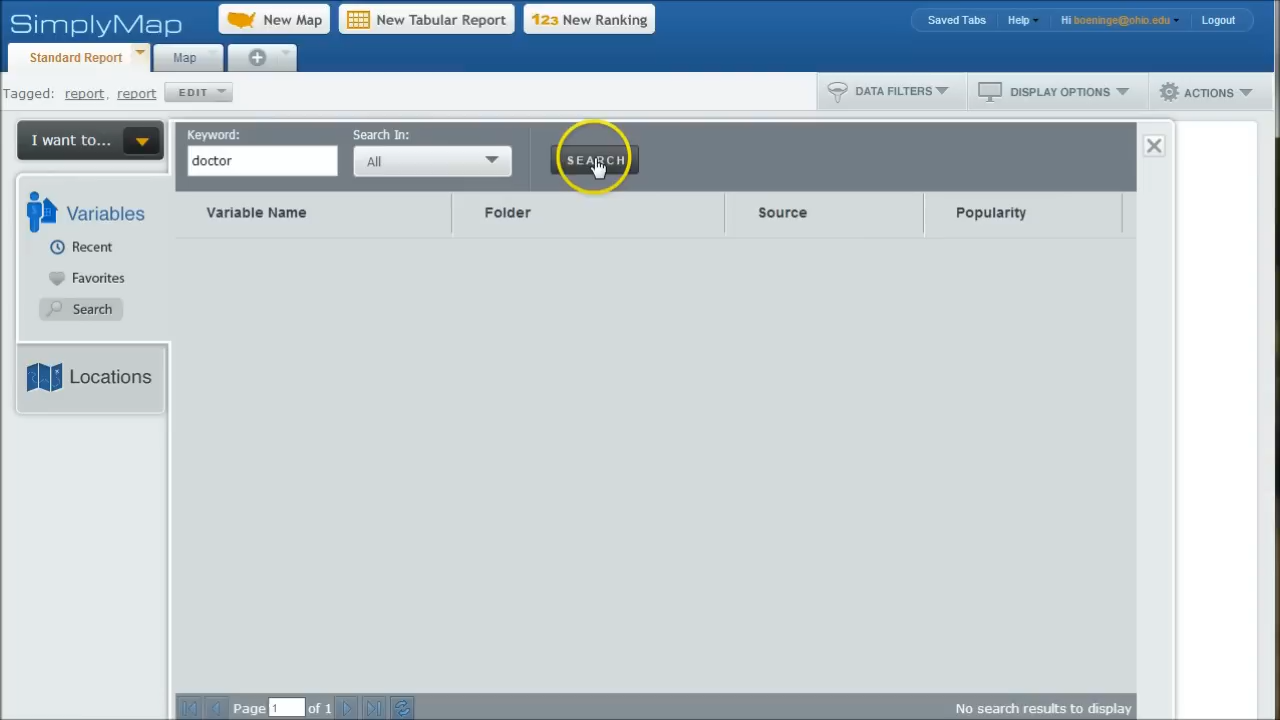 SimplyMap
New Map
New Tabular Report
123 New Ranking
Saved Tabs
Help
Hi boeninge@ohio.edu
Logout
Standard Report
Map
Tagged: report, report
EDIT
DATA FILTERS
DISPLAY OPTIONS
ACTIONS
I want to...
Keyword:
Search In:
doctor
All
SEARCH
Variables
Recent
Favorites
Search
Locations
Variable Name
Folder
Source
Popularity
Page 1 of 1
No search results to display